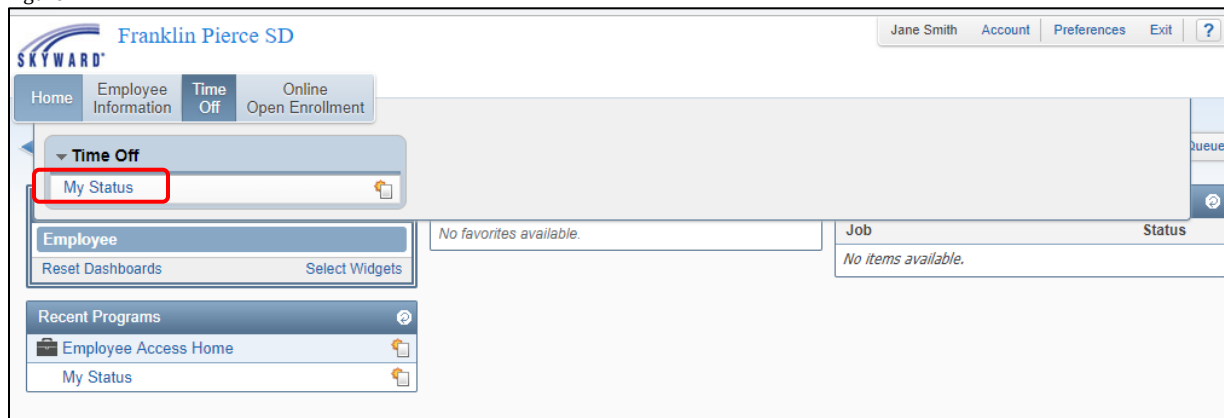 Franklin Pierce SD
SKYWARD
Jane Smith Account Preferences Exit ?
Home
Employee Information
Time Off
Online Open Enrollment
Time Off
My Status
Queue
Employee
Reset Dashboards Select Widgets
No favorites available.
Job Status
No items available.
Recent Programs
Employee Access Home
My Status